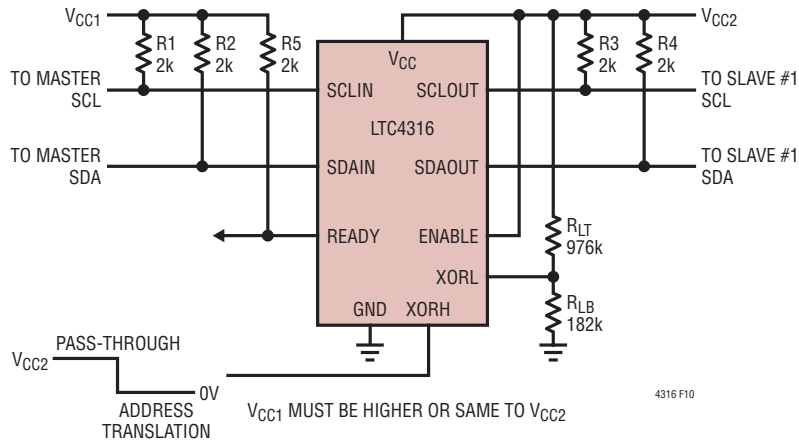 VCC1
R1
2k
R2
2k
R5
2k
VCC
R3
2k
R4
2k
VCC2
TO MASTER
SCL
SCLIN
SCLOUT
TO SLAVE #1
SCL
LTC4316
TO MASTER
SDA
SDAIN
SDAOUT
TO SLAVE #1
SDA
READY
ENABLE
RLT
976k
XORL
RLB
182k
GND
XORH
PASS-THROUGH
VCC2
0V
ADDRESS
TRANSLATION
VCC1 MUST BE HIGHER OR SAME TO VCC2
4316 F10